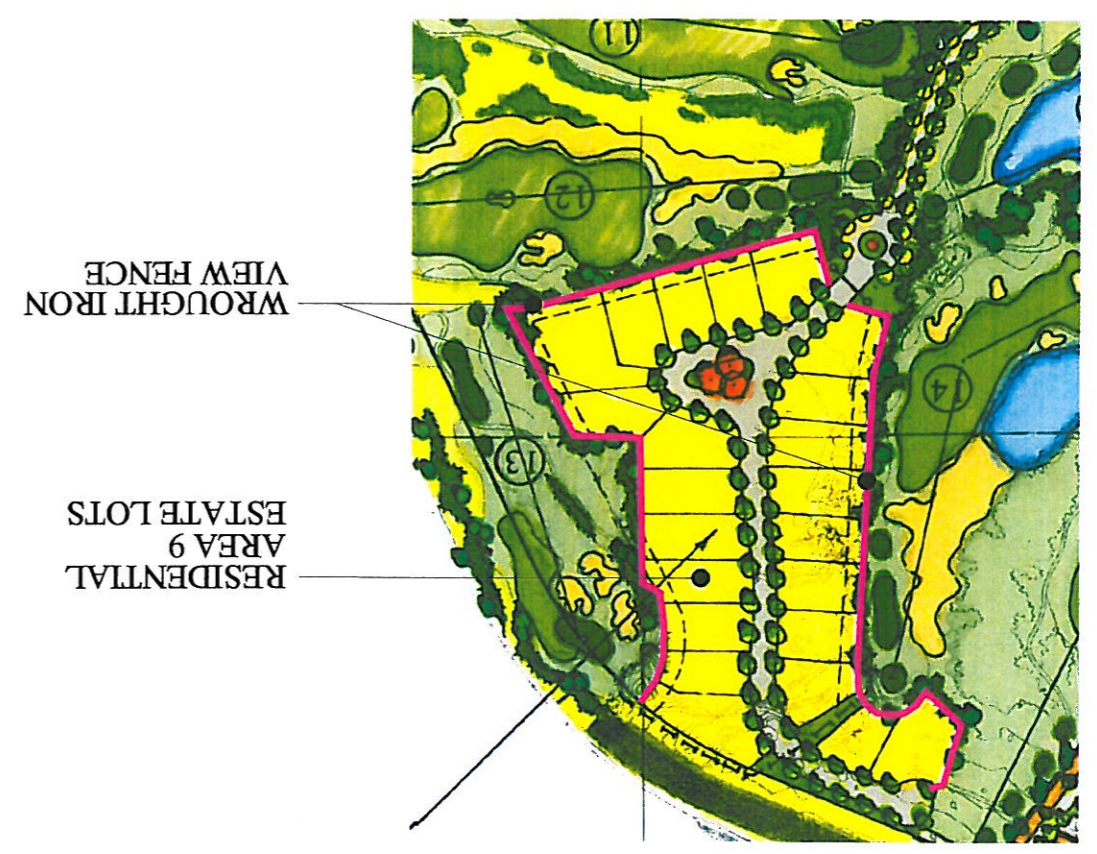 RESIDENTIAL
AREA 9
ESTATE LOTS
WROUGHT IRON
VIEW FENCE
14
13
12
11